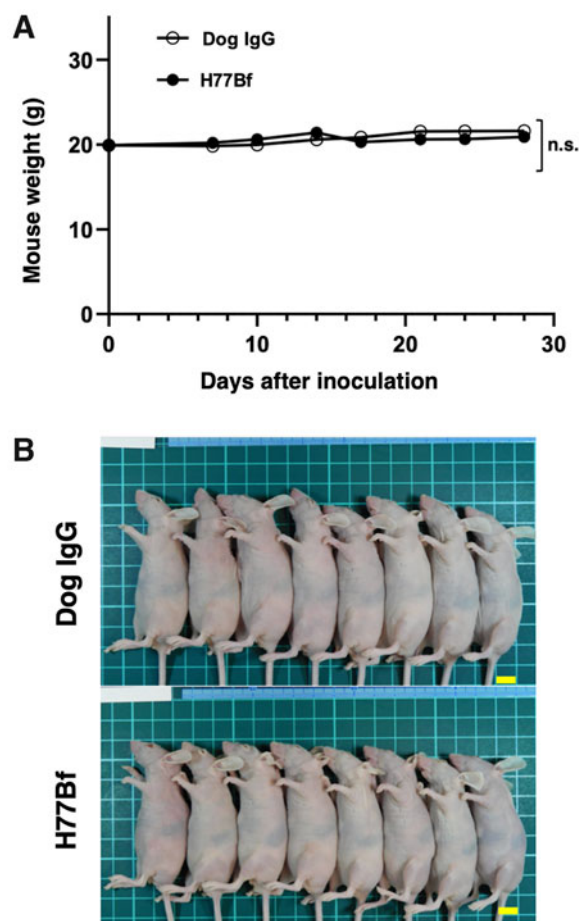 A
Dog IgG
H77Bf
Mouse weight (g)
30
20
10
0
n.s.
0
10
20
30
Days after inoculation
B
Dog IgG
H77Bf